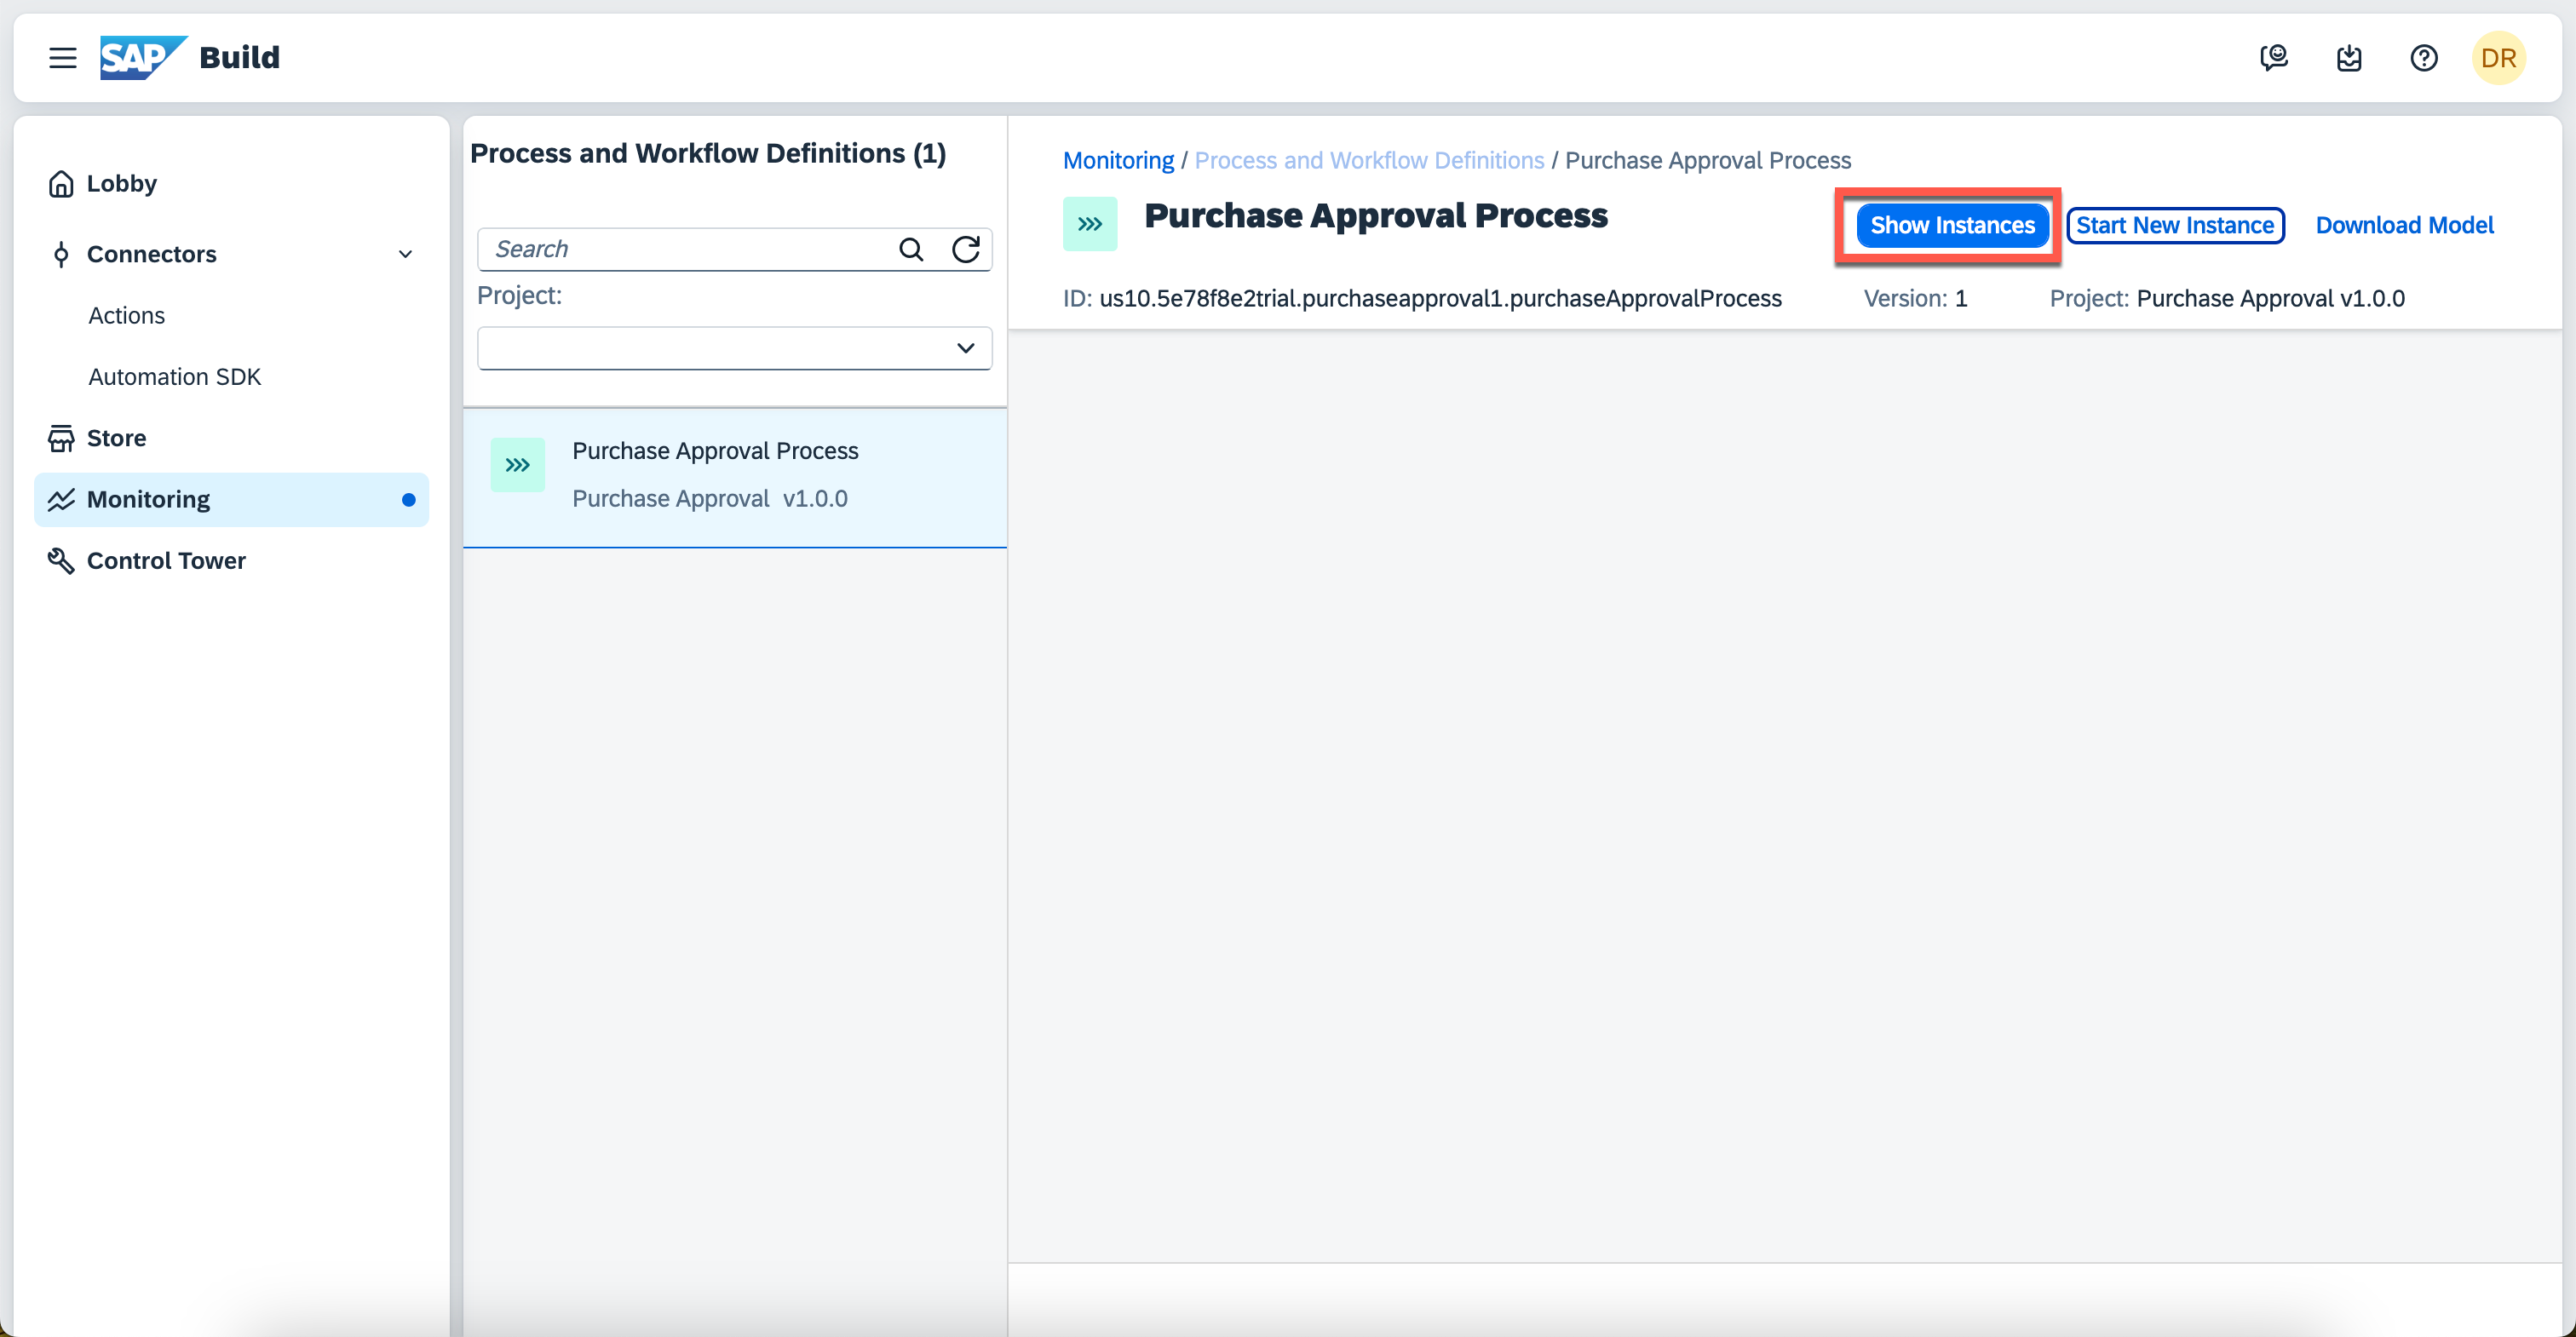 SAP Build
DR
Lobby
Connectors
Actions
Automation SDK
Store
Monitoring
Control Tower
Process and Workflow Definitions (1)
Search
Project:
Purchase Approval Process
Purchase Approval v1.0.0
Monitoring / Process and Workflow Definitions / Purchase Approval Process
Purchase Approval Process
Show Instances
Start New Instance
Download Model
ID: us10.5e78f8e2trial.purchaseapproval1.purchaseApprovalProcess
Version: 1
Project: Purchase Approval v1.0.0